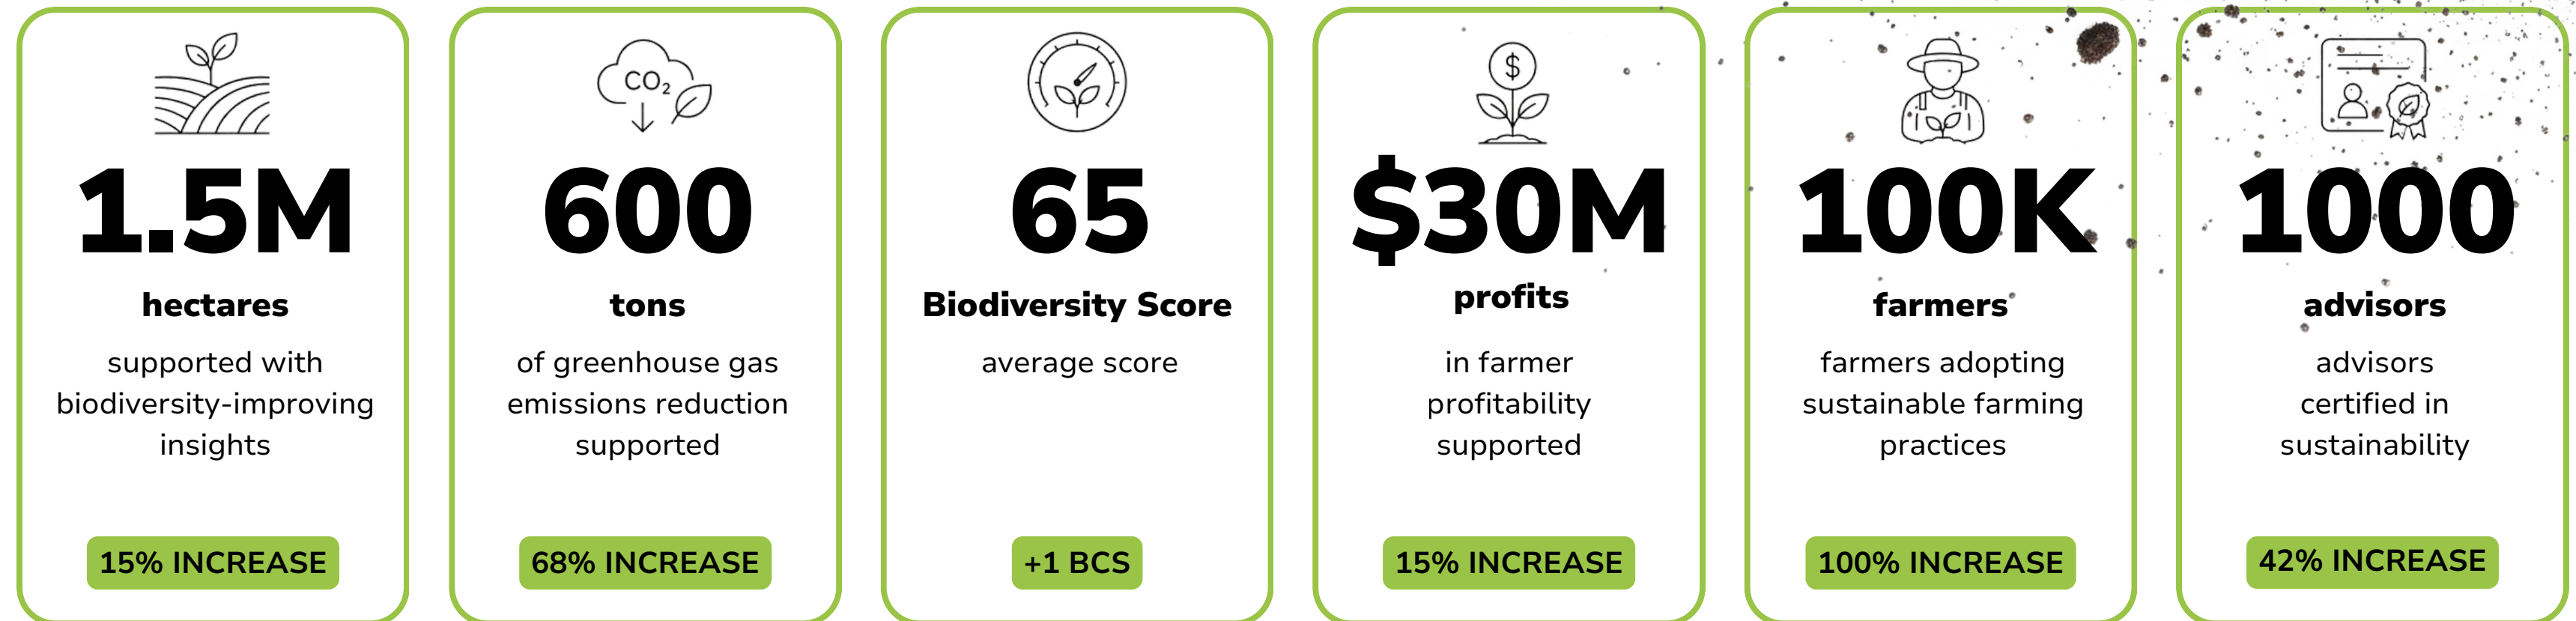 1.5M
hectares
supported with
biodiversity-improving
insights
15% INCREASE
CO₂
600
tons
of greenhouse gas
emissions reduction
supported
68% INCREASE
65
Biodiversity Score
average score
+1 BCS
$
$30M
profits
in farmer
profitability
supported
15% INCREASE
100K
farmers
farmers adopting
sustainable farming
practices
100% INCREASE
1000
advisors
advisors
certified in
sustainability
42% INCREASE